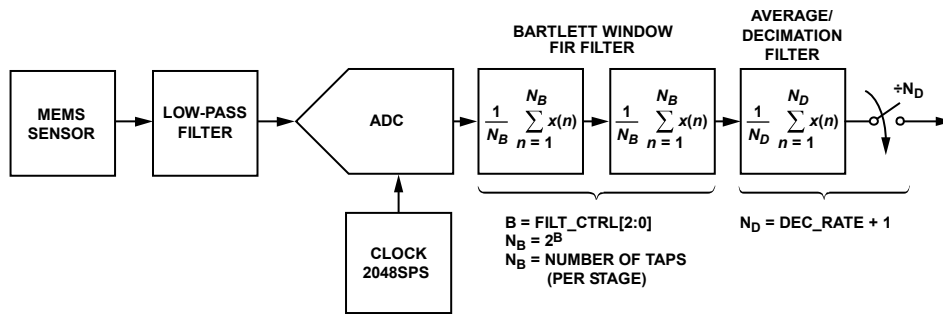 BARTLETT WINDOW
FIR FILTER
AVERAGE/
DECIMATION
FILTER
MEMS
SENSOR
LOW-PASS
FILTER
ADC
1/N_B ∑ x(n) n = 1 N_B
1/N_B ∑ x(n) n = 1 N_B
1/N_D ∑ x(n) n = 1 N_D
÷N_D
CLOCK
2048SPS
B = FILT_CTRL[2:0]
N_B = 2^B
N_B = NUMBER OF TAPS
(PER STAGE)
N_D = DEC_RATE + 1